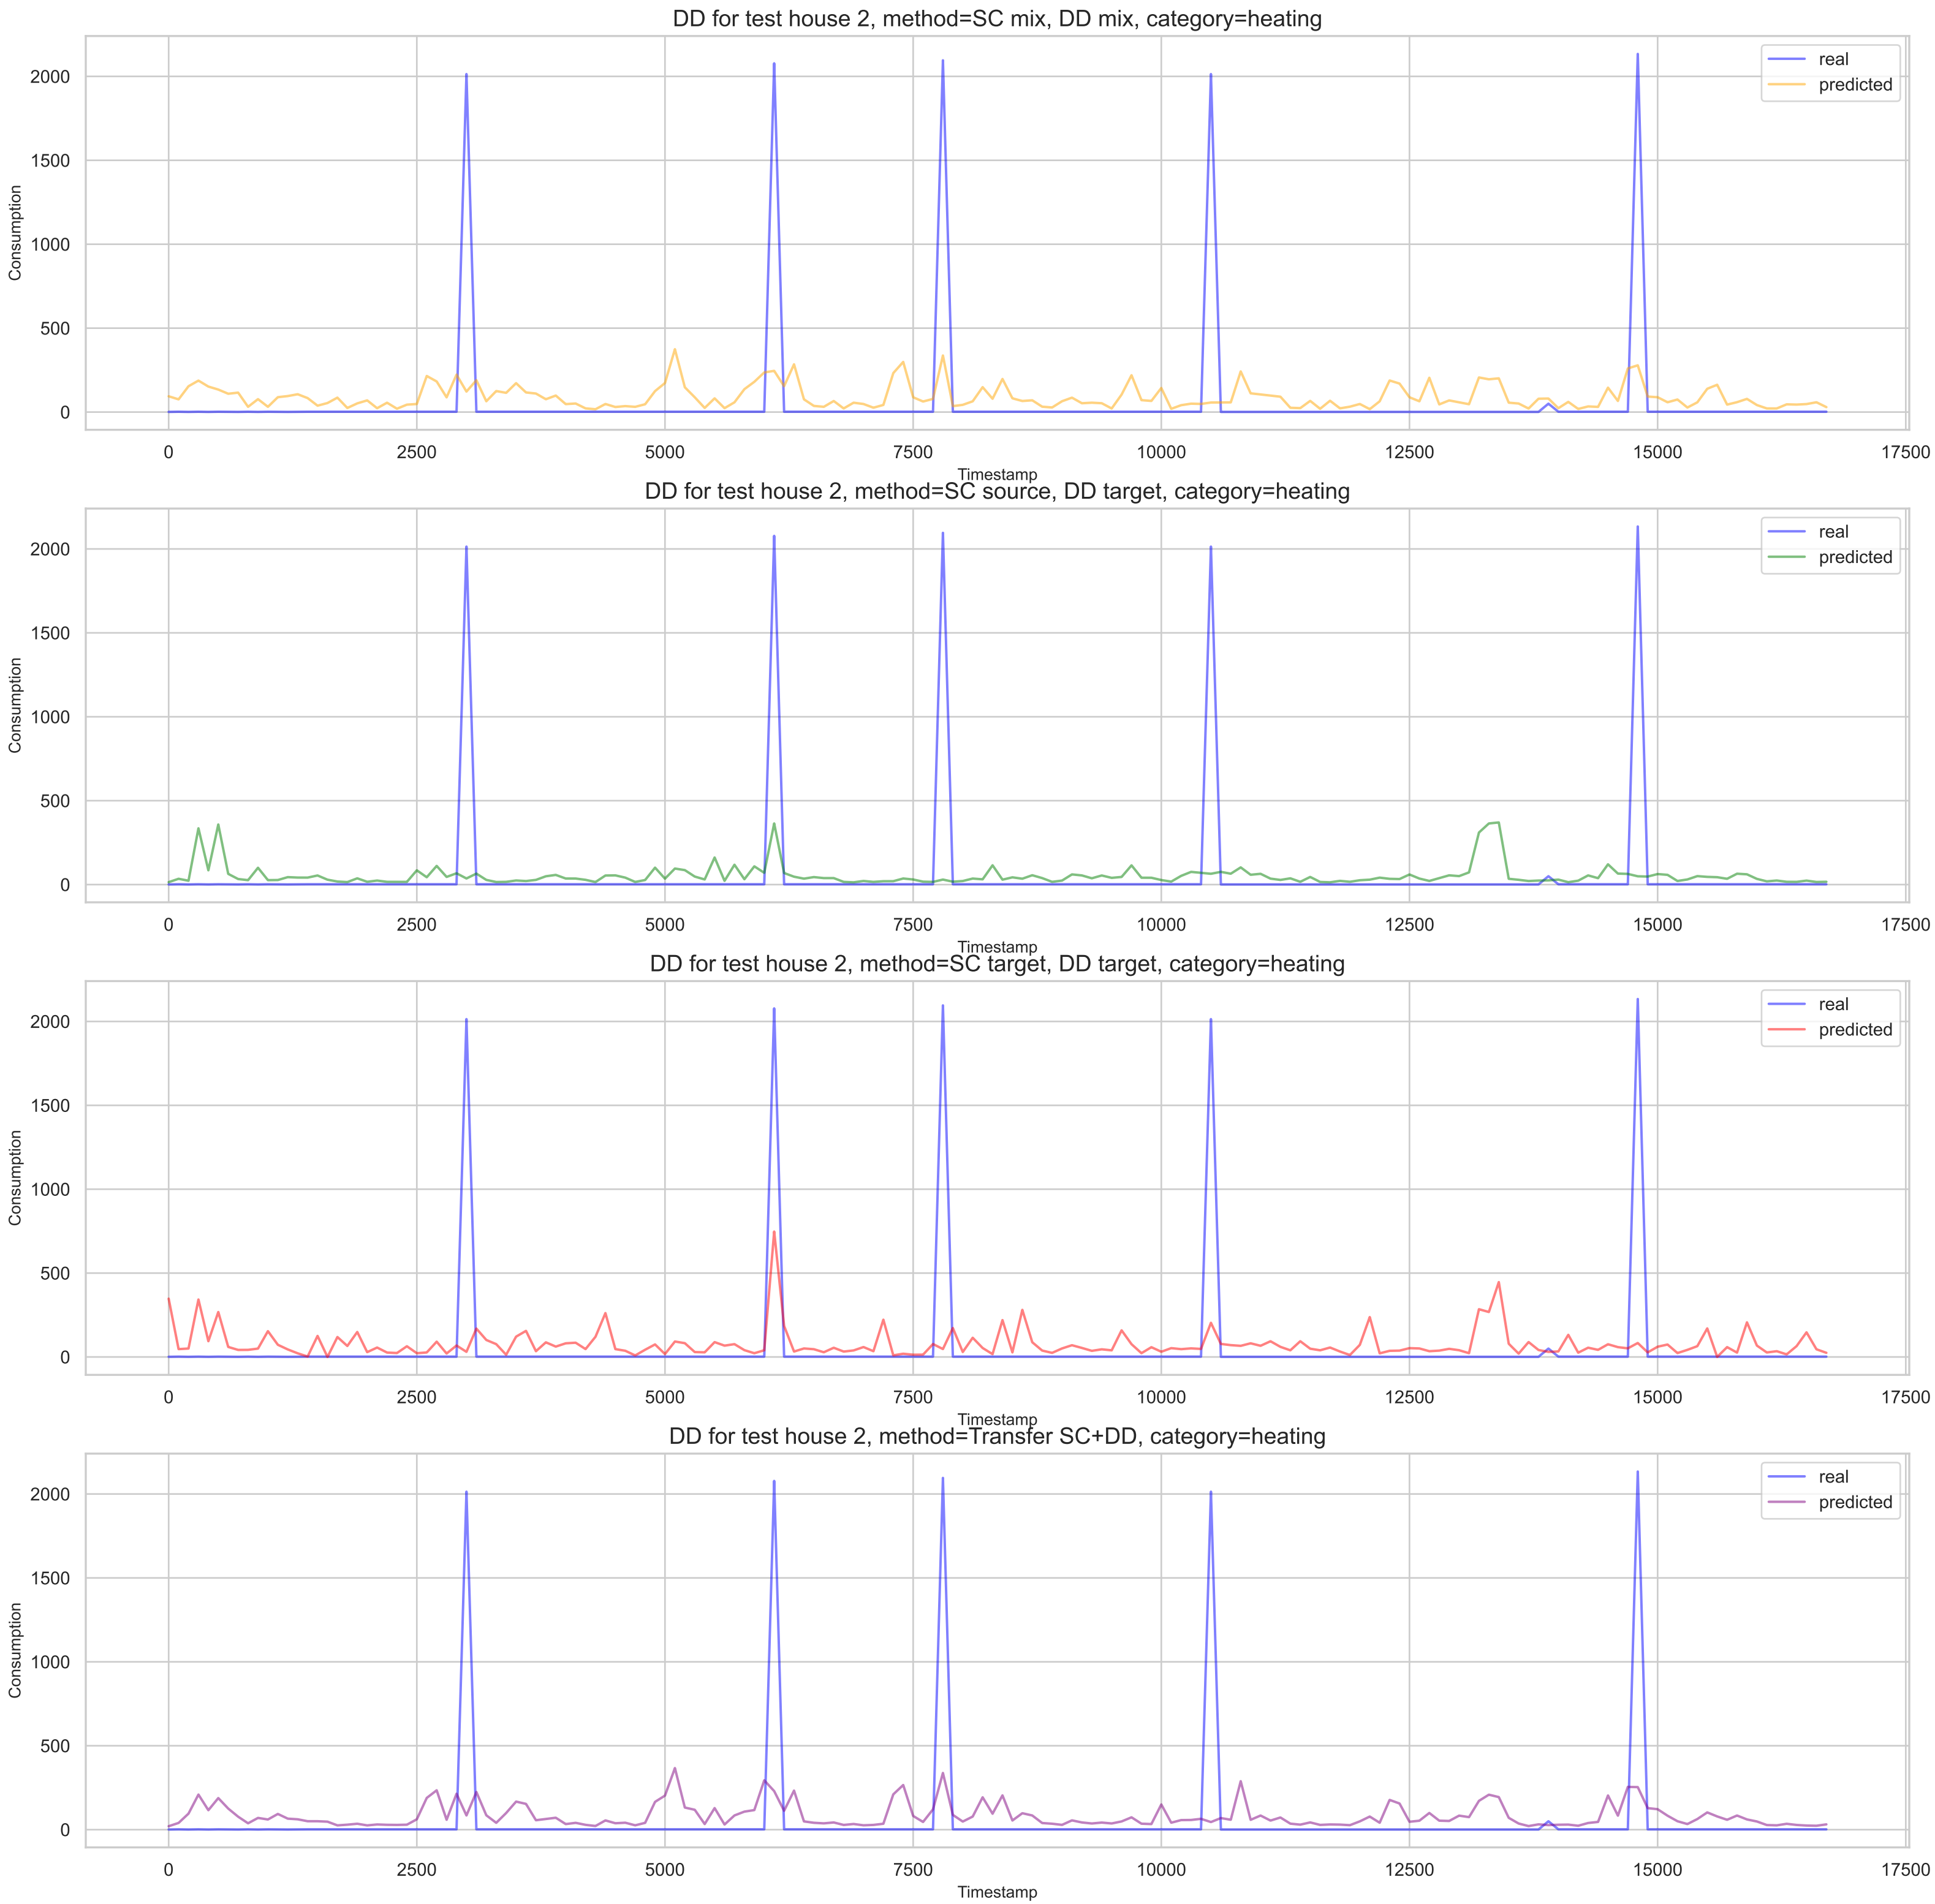 DD for test house 2, method=SC mix, DD mix, category=heating
real
predicted
2000
1500
1000
500
0
Consumption
0 2500 5000 7500 10000 12500 15000 17500
Timestamp
DD for test house 2, method=SC source, DD target, category=heating
real
predicted
2000
1500
1000
500
0
Consumption
0 2500 5000 7500 10000 12500 15000 17500
Timestamp
DD for test house 2, method=SC target, DD target, category=heating
real
predicted
2000
1500
1000
500
0
Consumption
0 2500 5000 7500 10000 12500 15000 17500
Timestamp
DD for test house 2, method=Transfer SC+DD, category=heating
real
predicted
2000
1500
1000
500
0
Consumption
0 2500 5000 7500 10000 12500 15000 17500
Timestamp